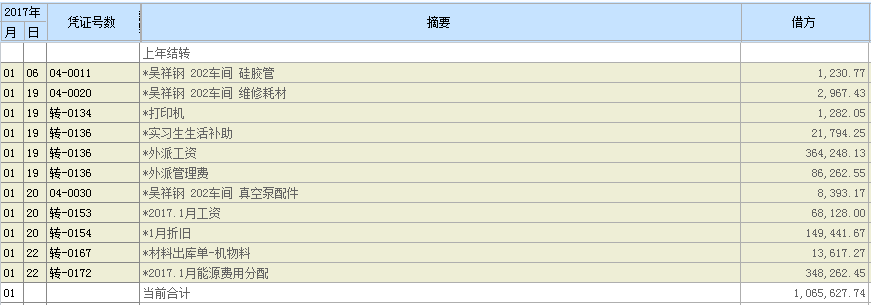 2017年 凭证号数 摘要 借方
月 日
上年结转
01 06 04-0011 *吴祥钢 202车间 硅胶管 1,230.77
01 19 04-0020 *吴祥钢 202车间 维修耗材 2,967.43
01 19 转-0134 *打印机 1,282.05
01 19 转-0136 *实习生生活补助 21,794.25
01 19 转-0136 *外派工资 364,248.13
01 19 转-0136 *外派管理费 86,262.55
01 20 04-0030 *吴祥钢 202车间 真空泵配件 8,393.17
01 20 转-0153 *2017.1月工资 68,128.00
01 20 转-0154 *1月折旧 149,441.67
01 22 转-0167 *材料出库单-机物料 13,617.27
01 22 转-0172 *2017.1月能源费用分配 348,262.45
01 当前合计 1,065,627.74